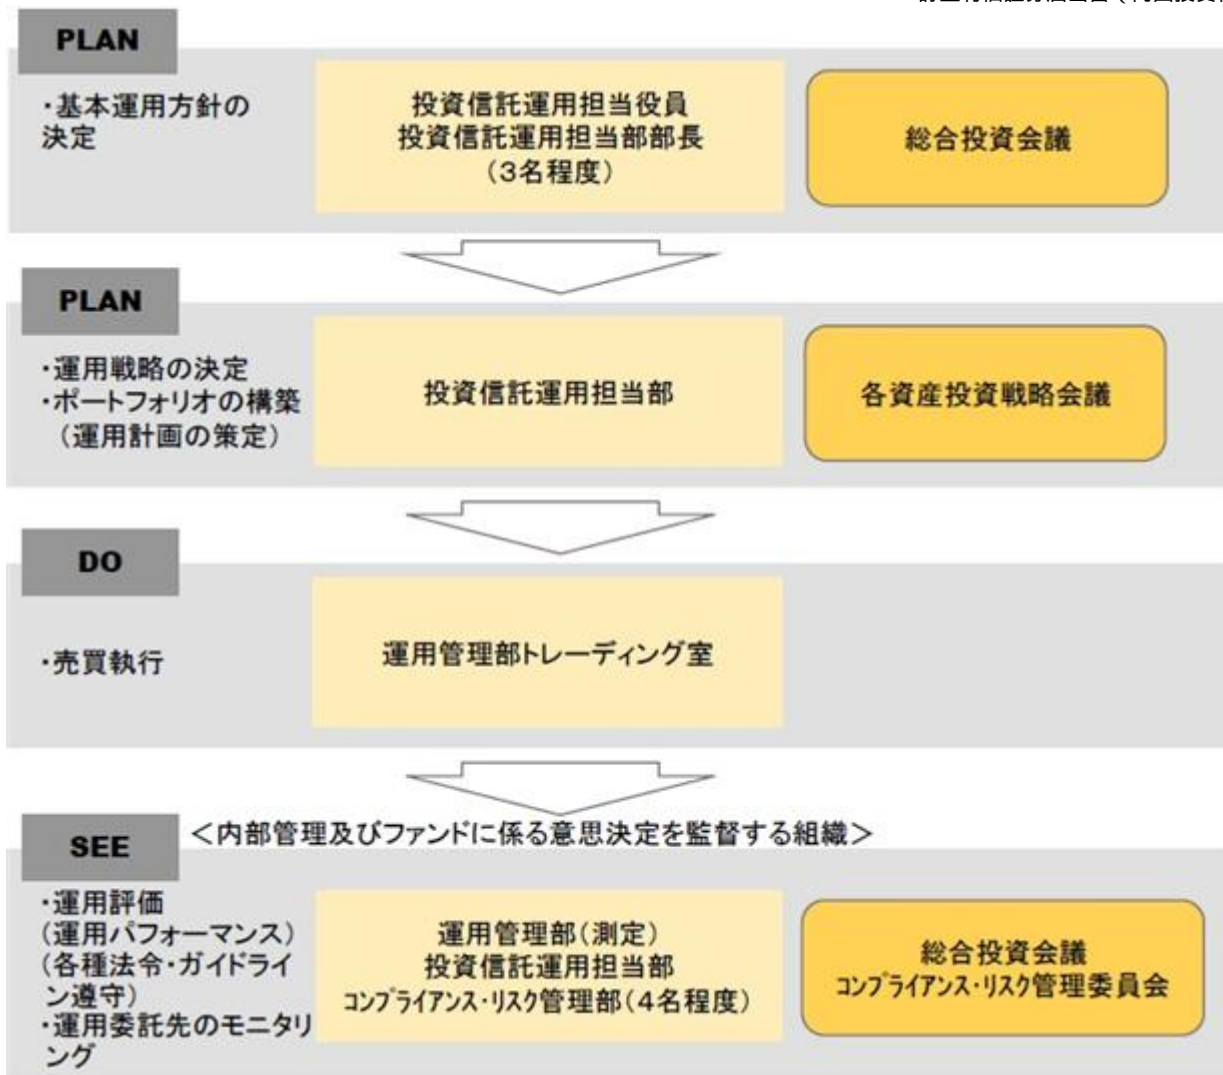 PLAN
・基本運用方針の
決定
投資信託運用担当役員
投資信託運用担当部部長
（３名程度）
総合投資会議
PLAN
・運用戦略の決定
・ポートフォリオの構築
（運用計画の策定）
投資信託運用担当部
各資産投資戦略会議
DO
・売買執行
運用管理部トレーディング室
SEE
＜内部管理及びファンドに係る意思決定を監督する組織＞
・運用評価
(運用パフォーマンス)
(各種法令・ガイドライ
ン遵守)
・運用委託先のモニタリ
ング
運用管理部（測定）
投資信託運用担当部
ｺﾝﾌﾟﾗｲｱﾝｽ・ﾘｽｸ管理部（４名程度）
総合投資会議
ｺﾝﾌﾟﾗｲｱﾝｽ・ﾘｽｸ管理委員会